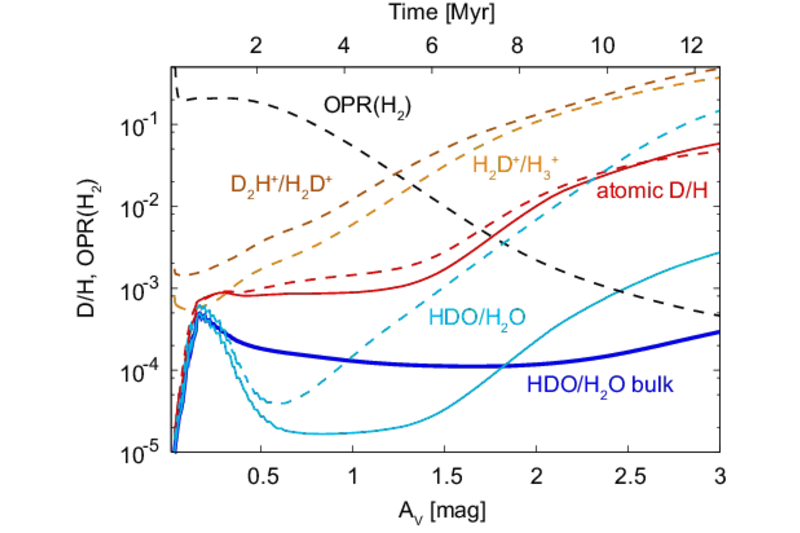 Time [Myr]
2 4 6 8 10 12
OPR(H₂)
10⁻¹
H₂D⁺/H₃⁺
D₂H⁺/H₂D⁺
atomic D/H
10⁻²
D/H, OPR(H₂)
10⁻³
HDO/H₂O
10⁻⁴
HDO/H₂O bulk
10⁻⁵
0.5 1 1.5 2 2.5 3
Aᵥ [mag]